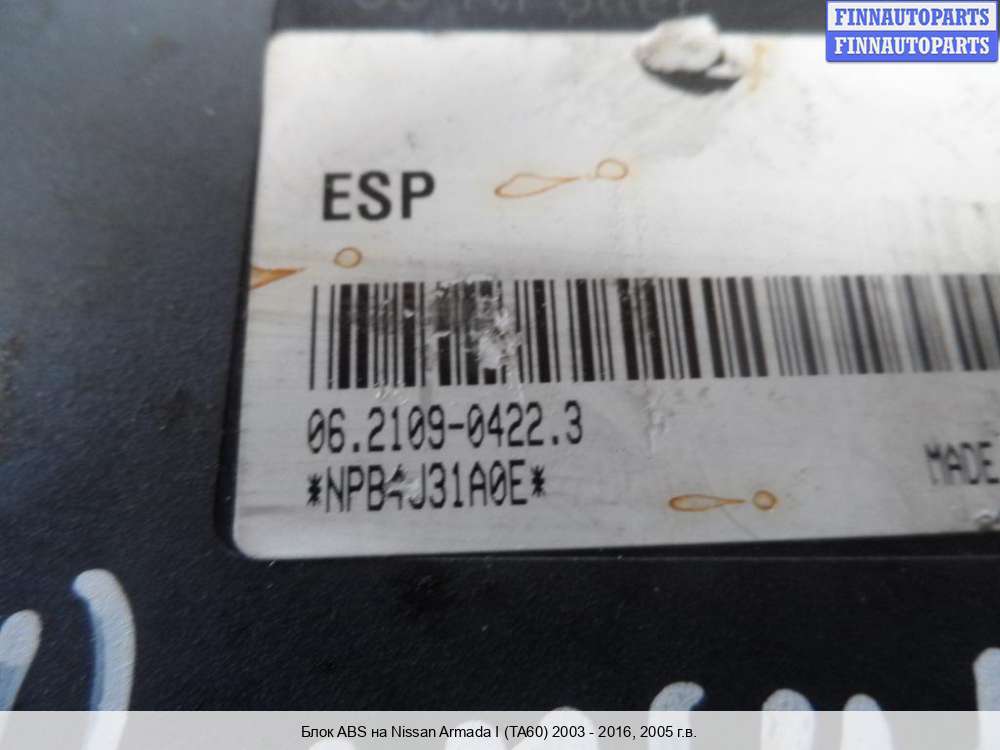 FINNAUTOPARTS
FINNAUTOPARTS
ESP
06.2109-0422.3
*NPB4J31A0E*
MADE
Блок ABS на Nissan Armada I (TA60) 2003 - 2016, 2005 г.в.